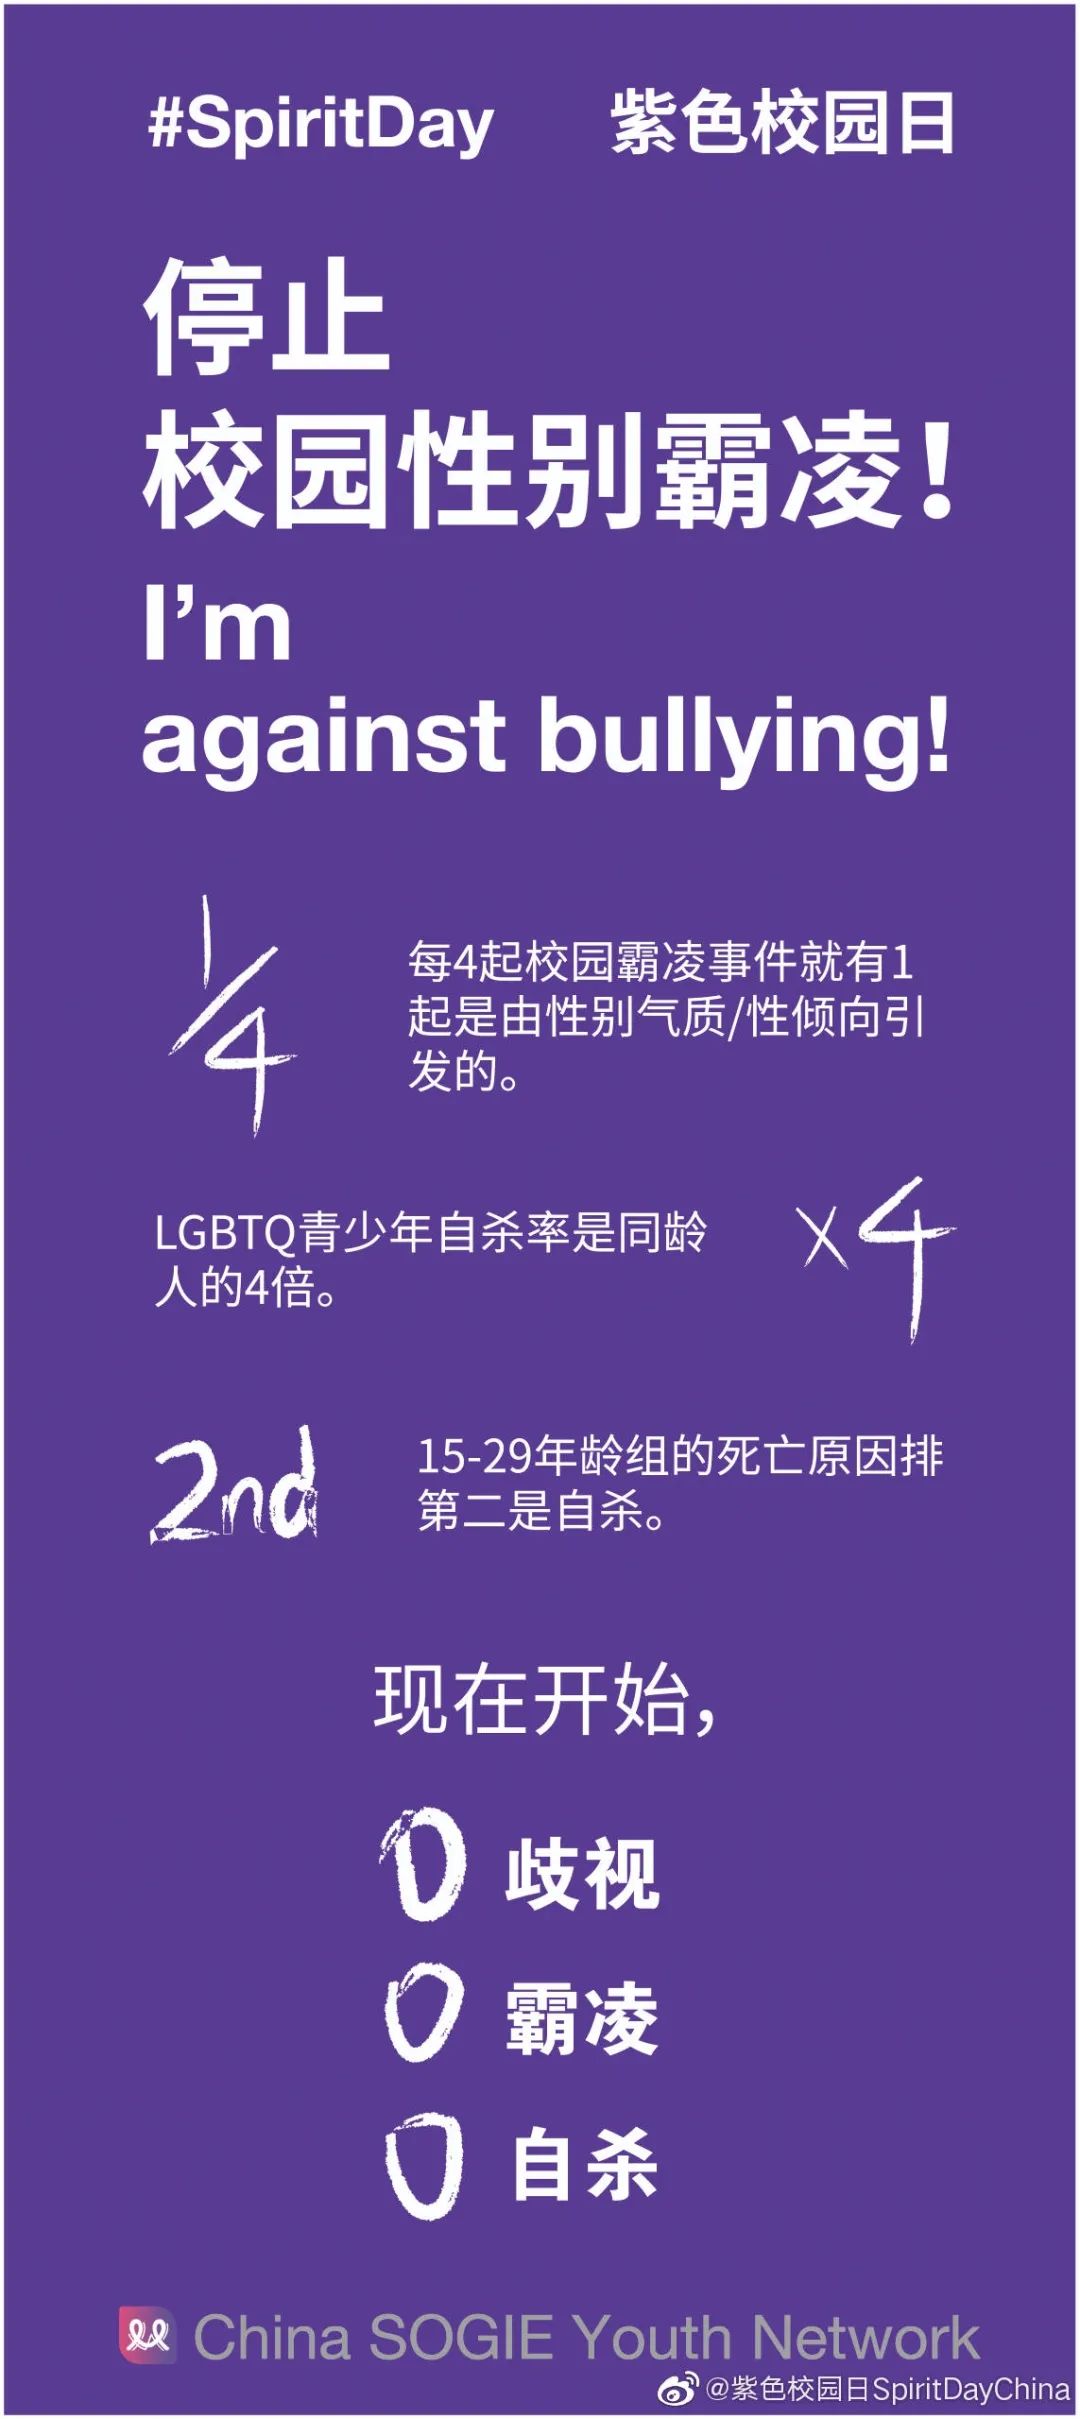 #SpiritDay 紫色校园日
停止
校园性别霸凌！
I'm
against bullying!
1/4
每4起校园霸凌事件就有1
起是由性别气质/性倾向引
发的。
LGBTQ青少年自杀率是同龄
人的4倍。
x4
2nd
15-29年龄组的死亡原因排
第二是自杀。
现在开始，
0 歧视
0 霸凌
0 自杀
China SOGIE Youth Network
@紫色校园日SpiritDayChina